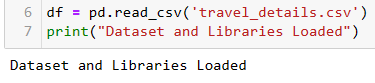 6 df = pd.read_csv('travel_details.csv')
7 print("Dataset and Libraries Loaded")
Dataset and Libraries Loaded